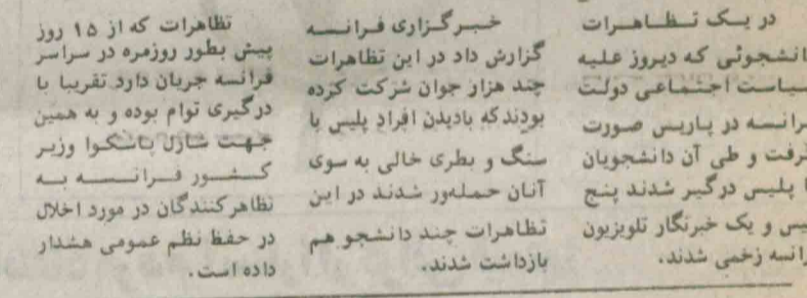 در یک تظاهرات
دانشجوئی که دیروز علیه
سیاست اجتماعی دولت
فرانسه در پاریس صورت
گرفت و طی آن دانشجویان
با پلیس درگیر شدند پنج
پلیس و یک خبرنگار تلویزیون
فرانسه زخمی شدند.
خبرگزاری فرانسه
گزارش داد در این تظاهرات
چند هزار جوان شرکت کرده
بودند که بادیدن افراد پلیس با
سنگ و بطری خالی به سوی
آنان حمله‌ور شدند در این
تظاهرات چند دانشجو هم
بازداشت شدند.
تظاهرات که از ۱۵ روز
پیش بطور روزمره در سراسر
فرانسه جریان دارد تقریبا با
درگیری توام بوده و به همین
جهت شارل پاسکوا وزیر
کشور فرانسه به
تظاهرکنندگان در مورد اخلال
در حفظ نظم عمومی هشدار
داده است.